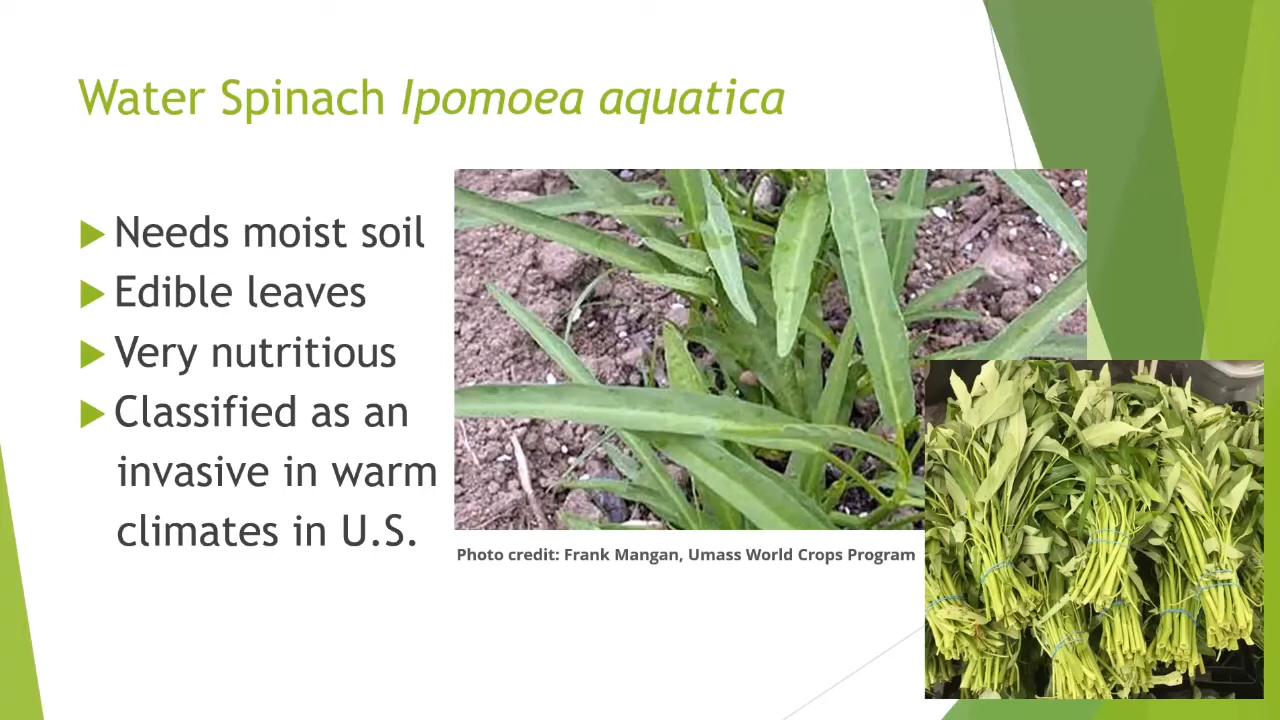 Water Spinach Ipomoea aquatica
Needs moist soil
Edible leaves
Very nutritious
Classified as an
invasive in warm
climates in U.S.
Photo credit: Frank Mangan, Umass World Crops Program